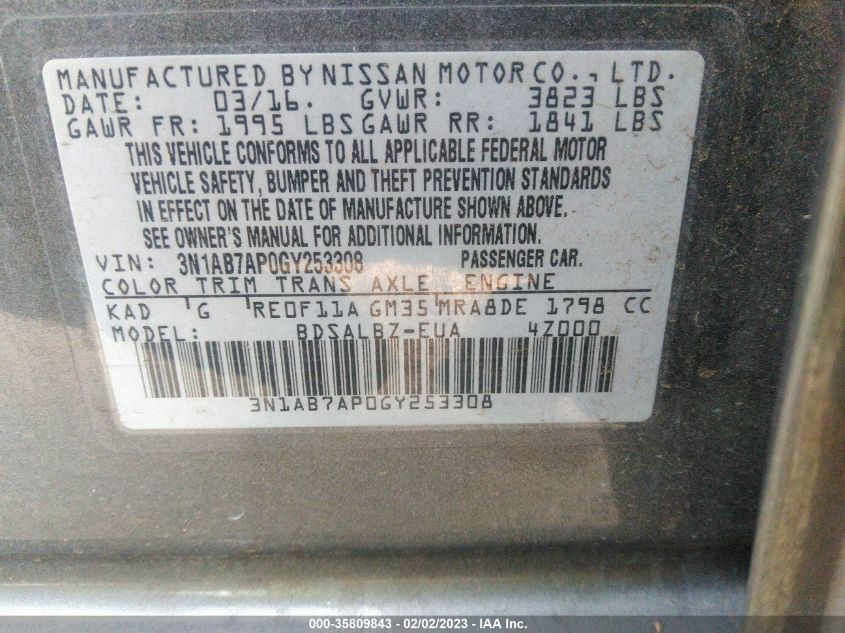 MANUFACTURED BY NISSAN MOTOR CO., LTD.
DATE: 03/16. GVWR: 3823 LBS
GAWR FR: 1995 LBS GAWR RR: 1841 LBS
THIS VEHICLE CONFORMS TO ALL APPLICABLE FEDERAL MOTOR
VEHICLE SAFETY, BUMPER AND THEFT PREVENTION STANDARDS
IN EFFECT ON THE DATE OF MANUFACTURE SHOWN ABOVE.
SEE OWNER'S MANUAL FOR ADDITIONAL INFORMATION.
VIN: 3N1AB7AP0GY253308 PASSENGER CAR.
COLOR TRIM TRANS AXLE ENGINE
KAD G RE0F11A GM35 MRA8DE 1798 CC
MODEL: BDSALBZ-EUA 4Z000
3N1AB7AP0GY253308
000-35809843 - 02/02/2023 - IAA Inc.